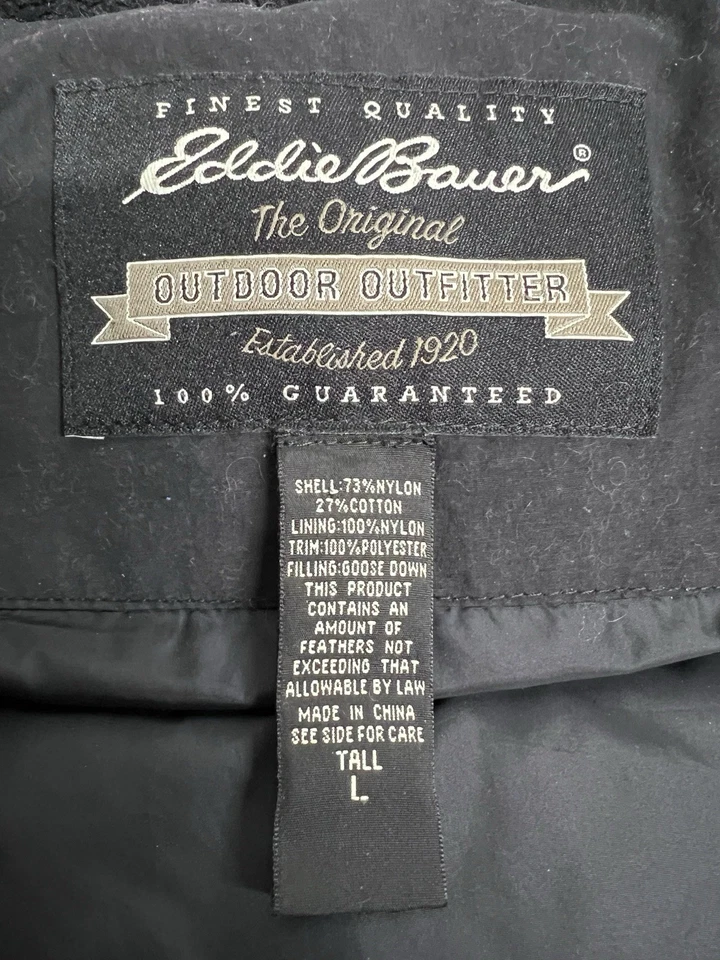 FINEST QUALITY
Eddie Bauer®
The Original
OUTDOOR OUTFITTER
Established 1920
100% GUARANTEED
SHELL:73%NYLON
27%COTTON
LINING:100%NYLON
TRIM:100%POLYESTER
FILLING:GOOSE DOWN
THIS PRODUCT
CONTAINS AN
AMOUNT OF
FEATHERS NOT
EXCEEDING THAT
ALLOWABLE BY LAW
MADE IN CHINA
SEE SIDE FOR CARE
TALL
L